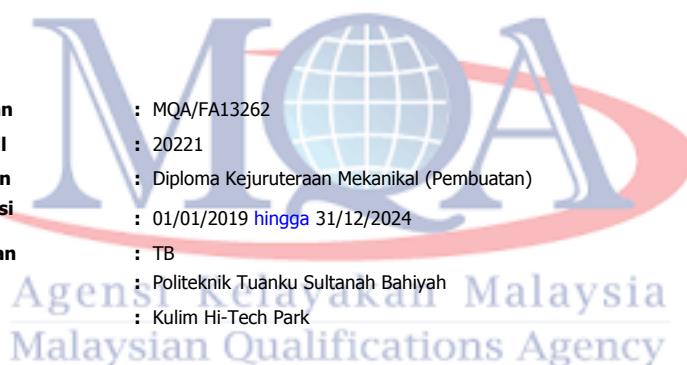 MQA
an : MQA/FA13262
l : 20221
n : Diploma Kejuruteraan Mekanikal (Pembuatan)
si
: 01/01/2019 hingga 31/12/2024
an : TB
: Politeknik Tuanku Sultanah Bahiyah
Agensi Kelayakan Malaysia
: Kulim Hi-Tech Park
Malaysian Qualifications Agency